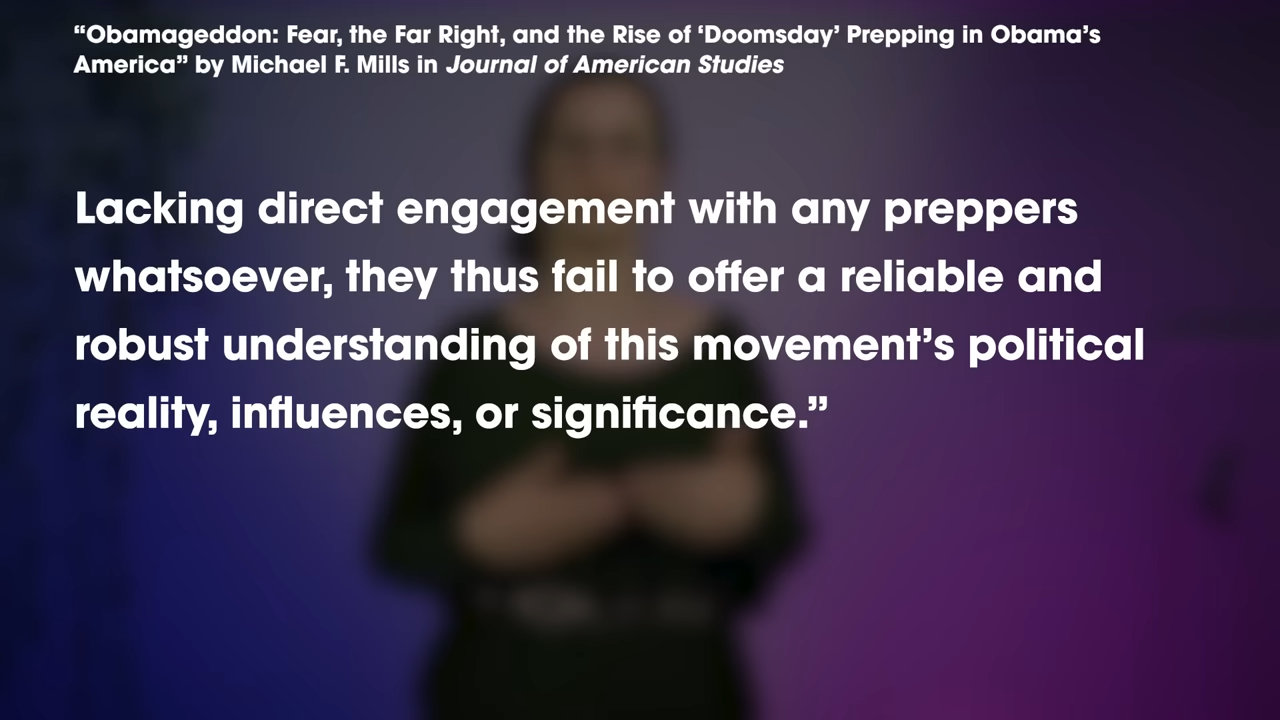 “Obamageddon: Fear, the Far Right, and the Rise of ‘Doomsday’ Prepping in Obama’s
America” by Michael F. Mills in Journal of American Studies
Lacking direct engagement with any preppers
whatsoever, they thus fail to offer a reliable and
robust understanding of this movement’s political
reality, influences, or significance.”